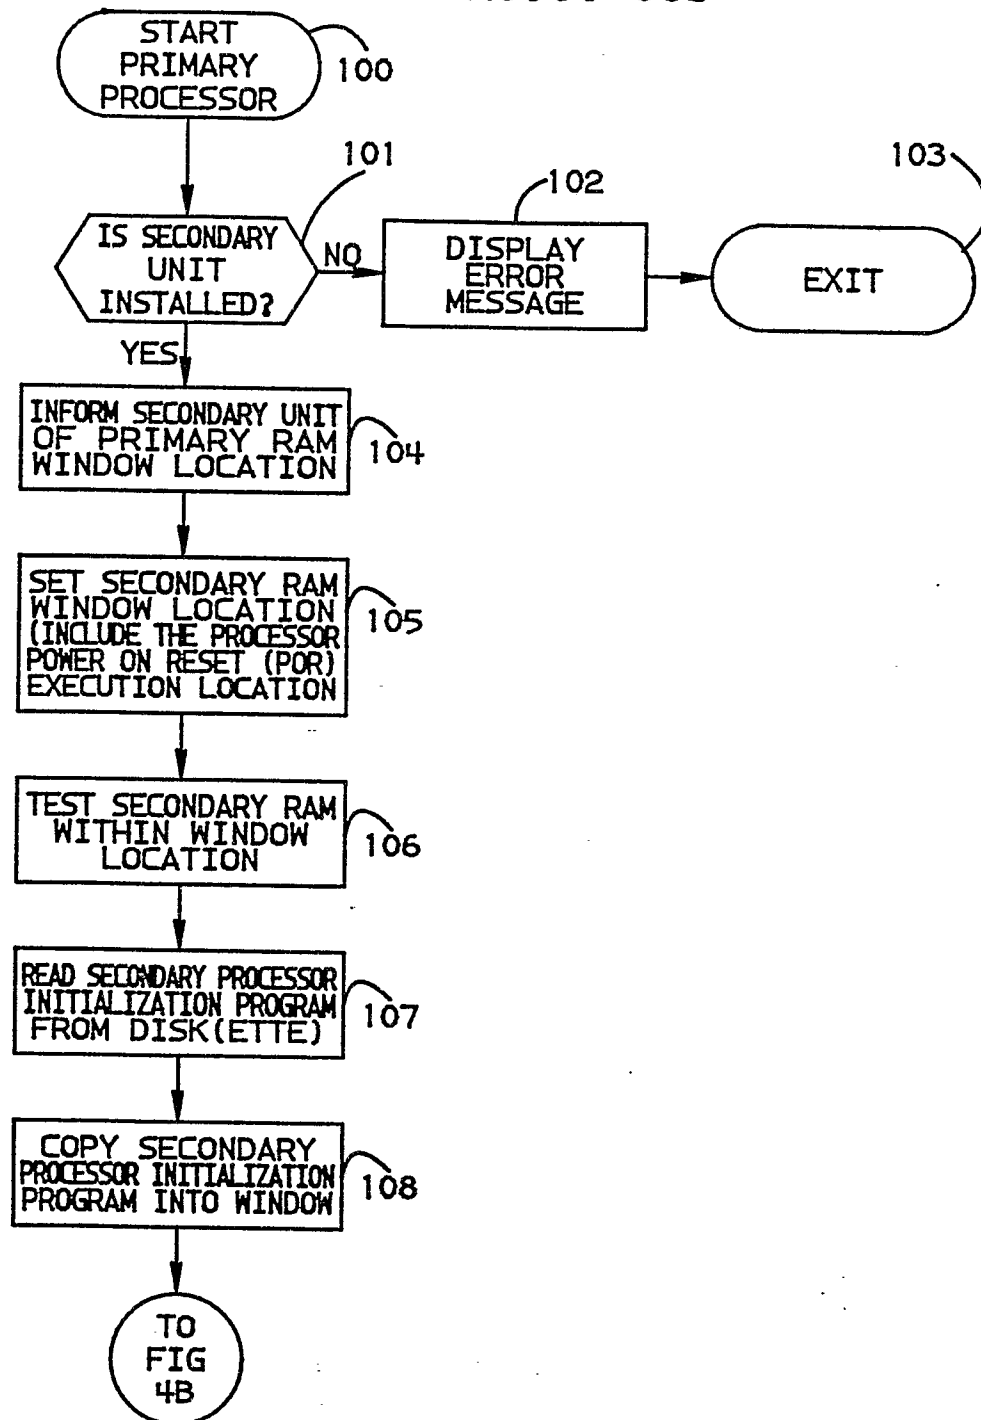 START
PRIMARY
PROCESSOR
100
101
IS SECONDARY
UNIT
INSTALLED?
NO
102
DISPLAY
ERROR
MESSAGE
103
EXIT
YES
INFORM SECONDARY UNIT
OF PRIMARY RAM
WINDOW LOCATION
104
SET SECONDARY RAM
WINDOW LOCATION
(INCLUDE THE PROCESSOR
POWER ON RESET (POR)
EXECUTION LOCATION
105
TEST SECONDARY RAM
WITHIN WINDOW
LOCATION
106
READ SECONDARY PROCESSOR
INITIALIZATION PROGRAM
FROM DISK(ETTE)
107
COPY SECONDARY
PROCESSOR INITIALIZATION
PROGRAM INTO WINDOW
108
TO
FIG
4B